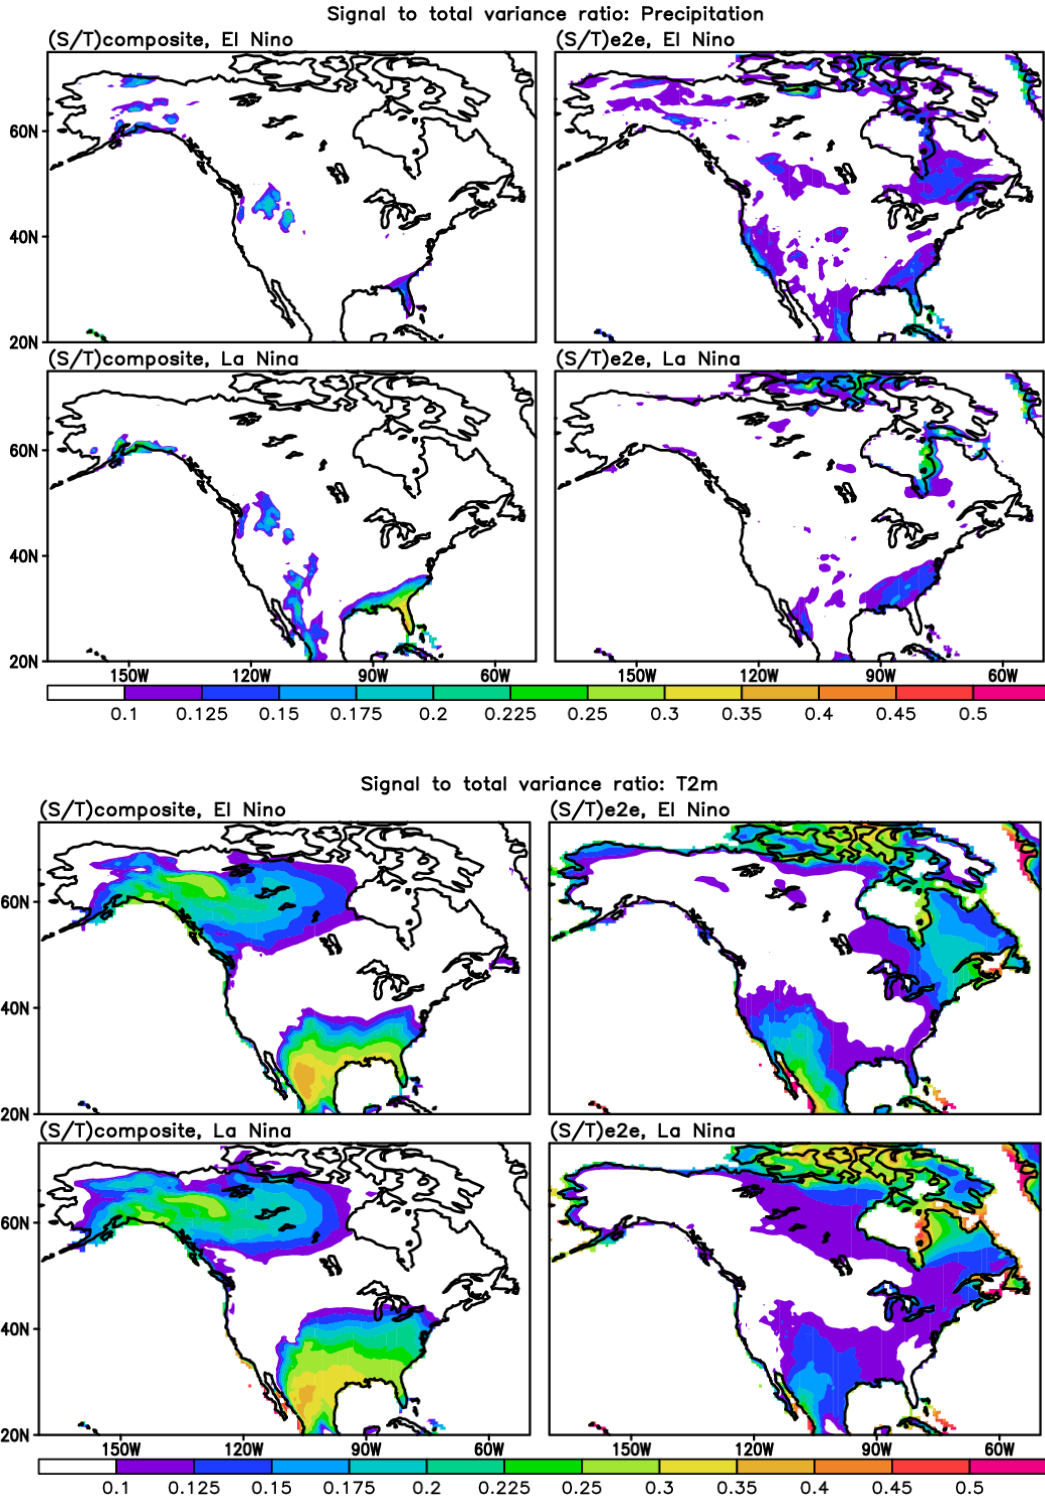 Signal to total variance ratio: Precipitation
(S/T)composite, El Nino
(S/T)e2e, El Nino
60N
40N
20N
(S/T)composite, La Nina
(S/T)e2e, La Nina
60N
40N
20N
150W 120W 90W 60W
150W 120W 90W 60W
0.1 0.125 0.15 0.175 0.2 0.225 0.25 0.3 0.35 0.4 0.45 0.5
Signal to total variance ratio: T2m
(S/T)composite, El Nino
(S/T)e2e, El Nino
60N
40N
20N
(S/T)composite, La Nina
(S/T)e2e, La Nina
60N
40N
20N
150W 120W 90W 60W
150W 120W 90W 60W
0.1 0.125 0.15 0.175 0.2 0.225 0.25 0.3 0.35 0.4 0.45 0.5